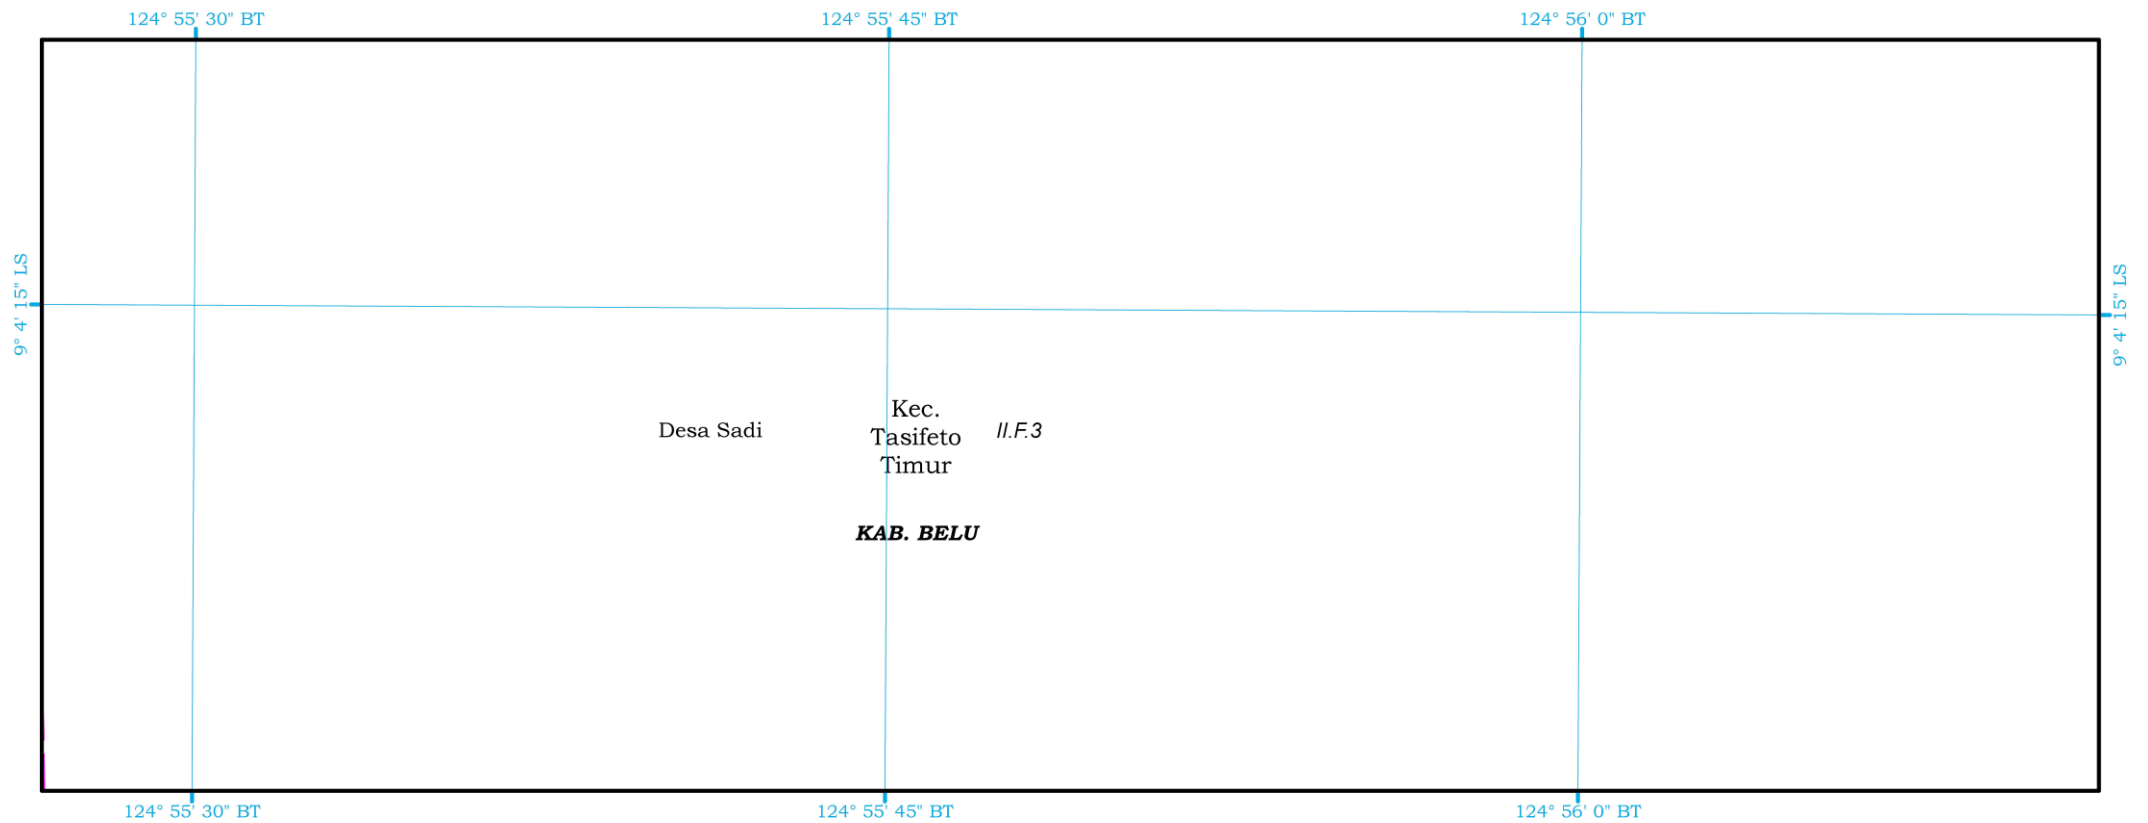 124° 55' 30" BT
124° 55' 45" BT
124° 56' 0" BT
9° 4' 15" LS
9° 4' 15" LS
Desa Sadi
Kec.
Tasifeto
Timur
II.F.3
KAB. BELU
124° 55' 30" BT
124° 55' 45" BT
124° 56' 0" BT